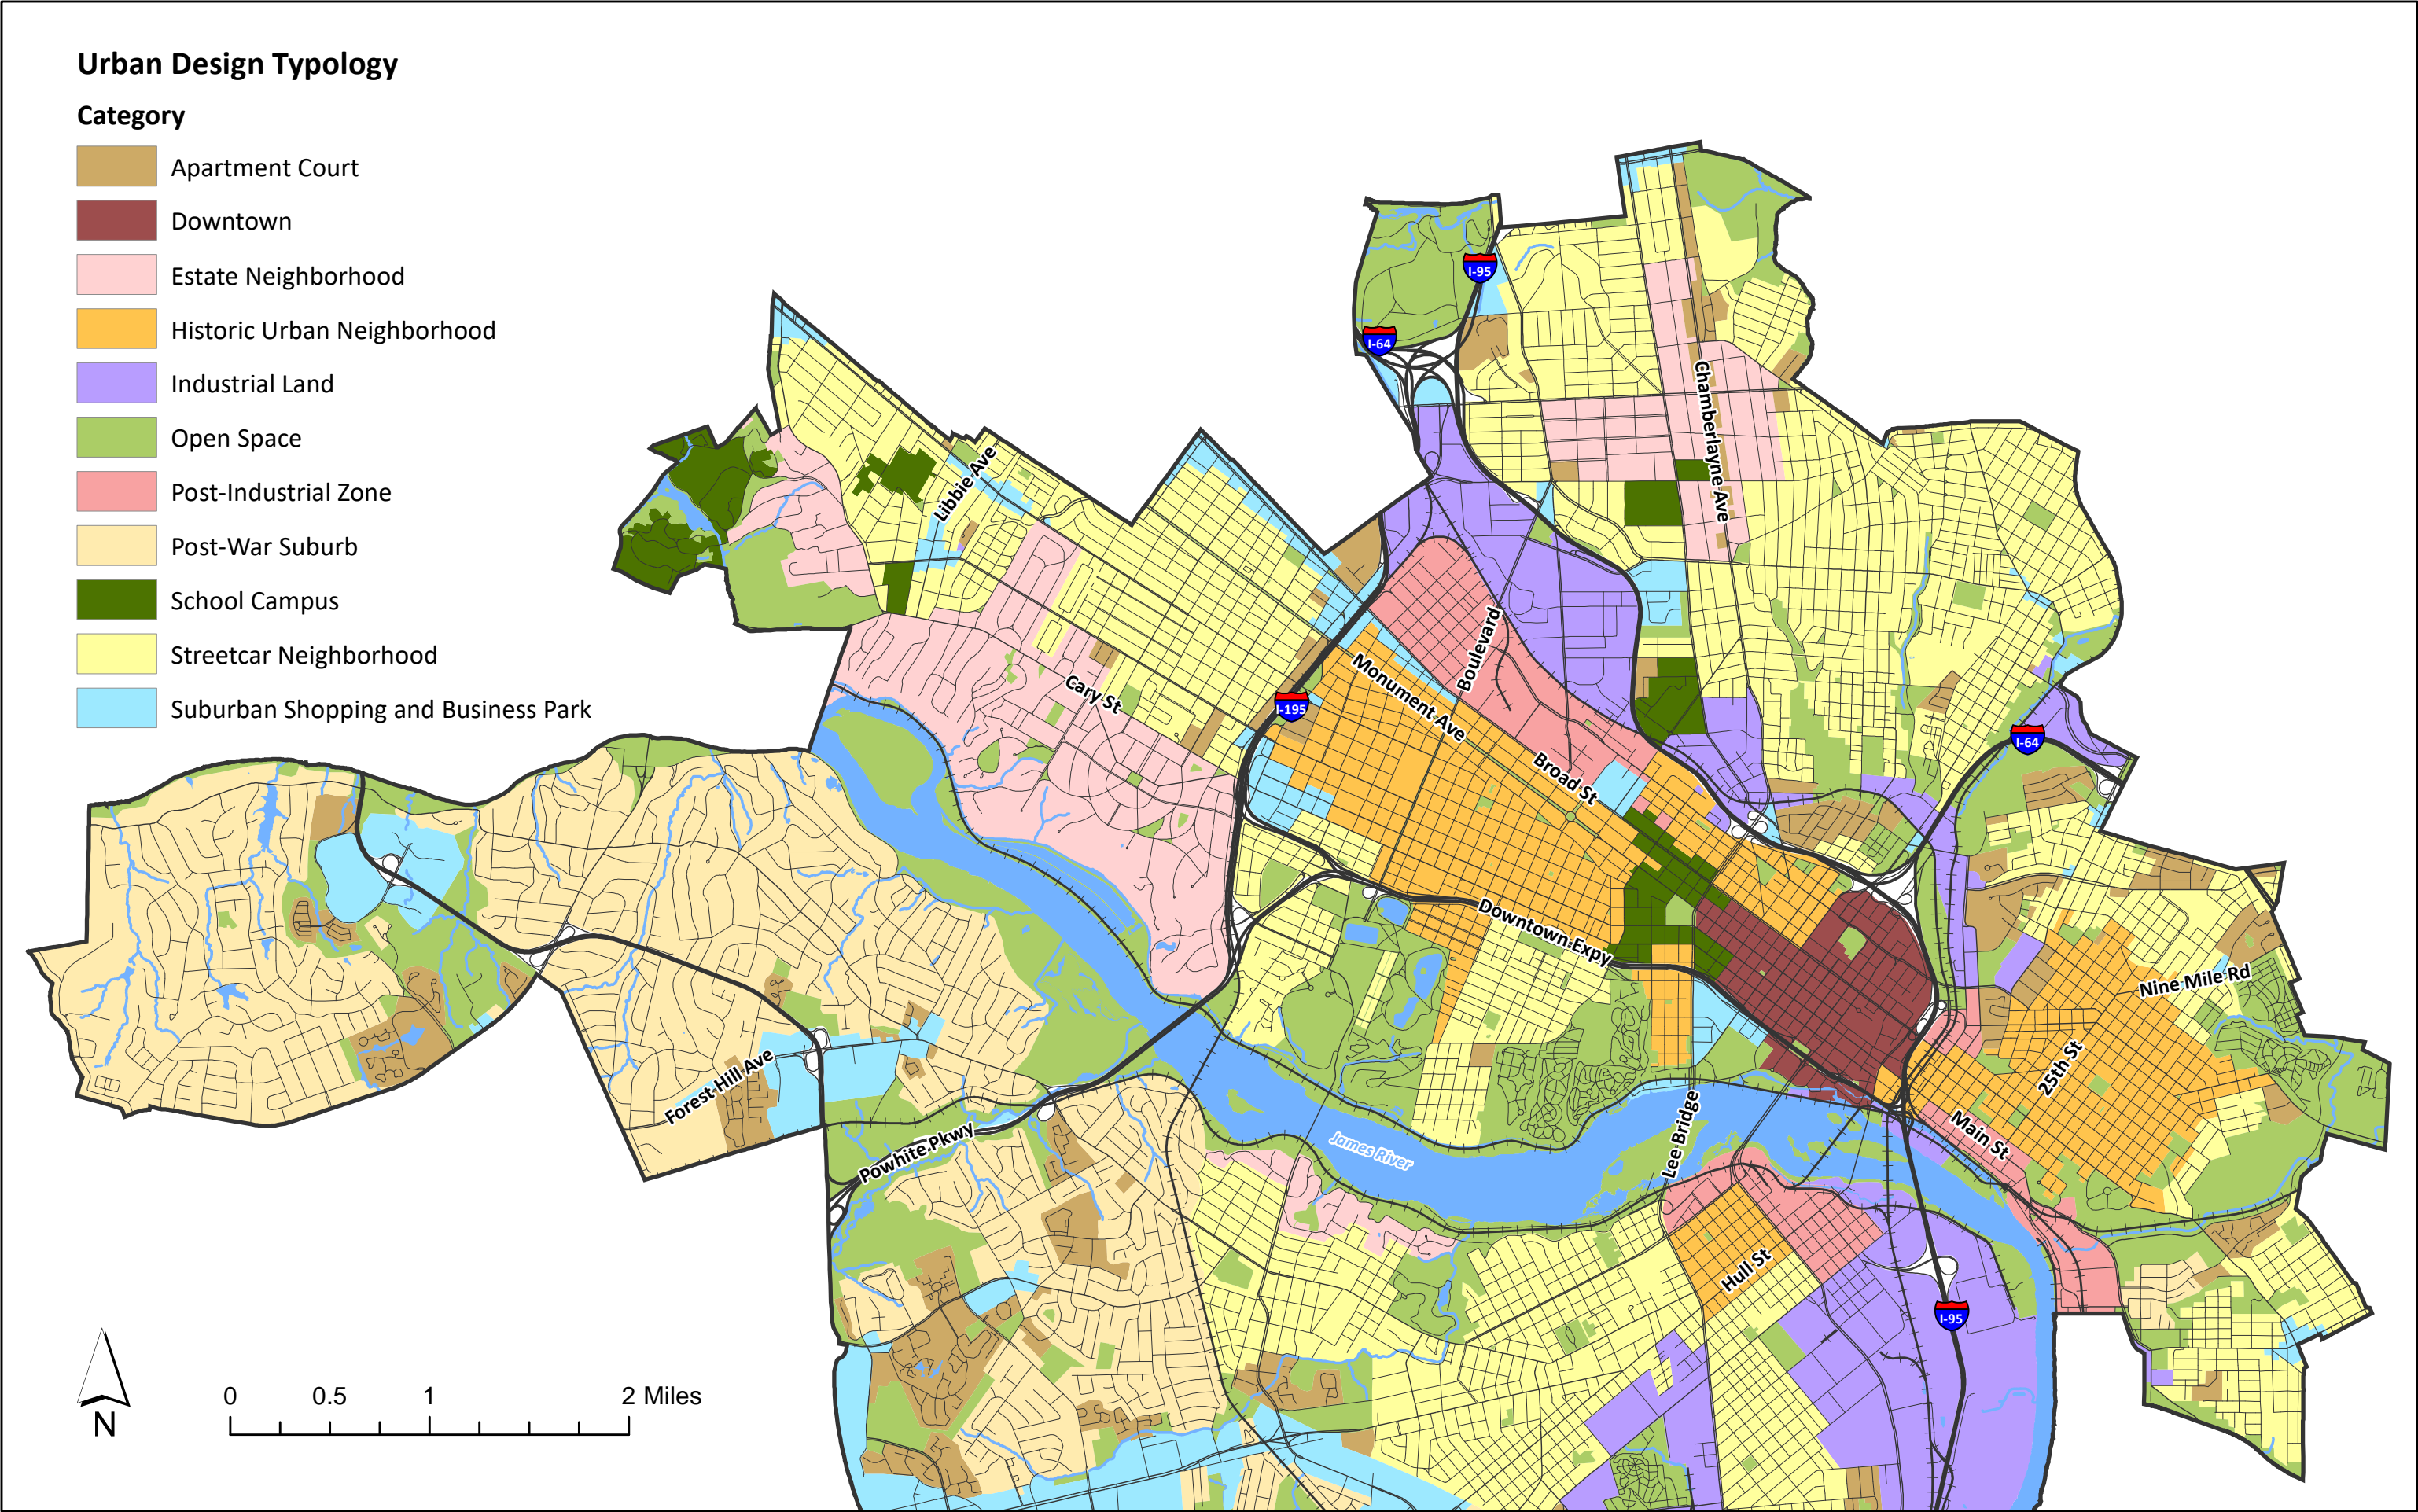 Urban Design Typology
Category
Apartment Court
Downtown
Estate Neighborhood
Historic Urban Neighborhood
Industrial Land
Open Space
Post-Industrial Zone
Post-War Suburb
School Campus
Streetcar Neighborhood
Suburban Shopping and Business Park
I-95
I-64
Chamberlayne Ave
Libbie Ave
Boulevard
Monument Ave
Cary St
I-195
I-64
Broad St
Downtown Expy
Nine Mile Rd
25th St
Forest Hill Ave
Powhite Pkwy
James River
Lee Bridge
Main St
Hull St
I-95
N
0 0.5 1 2 Miles